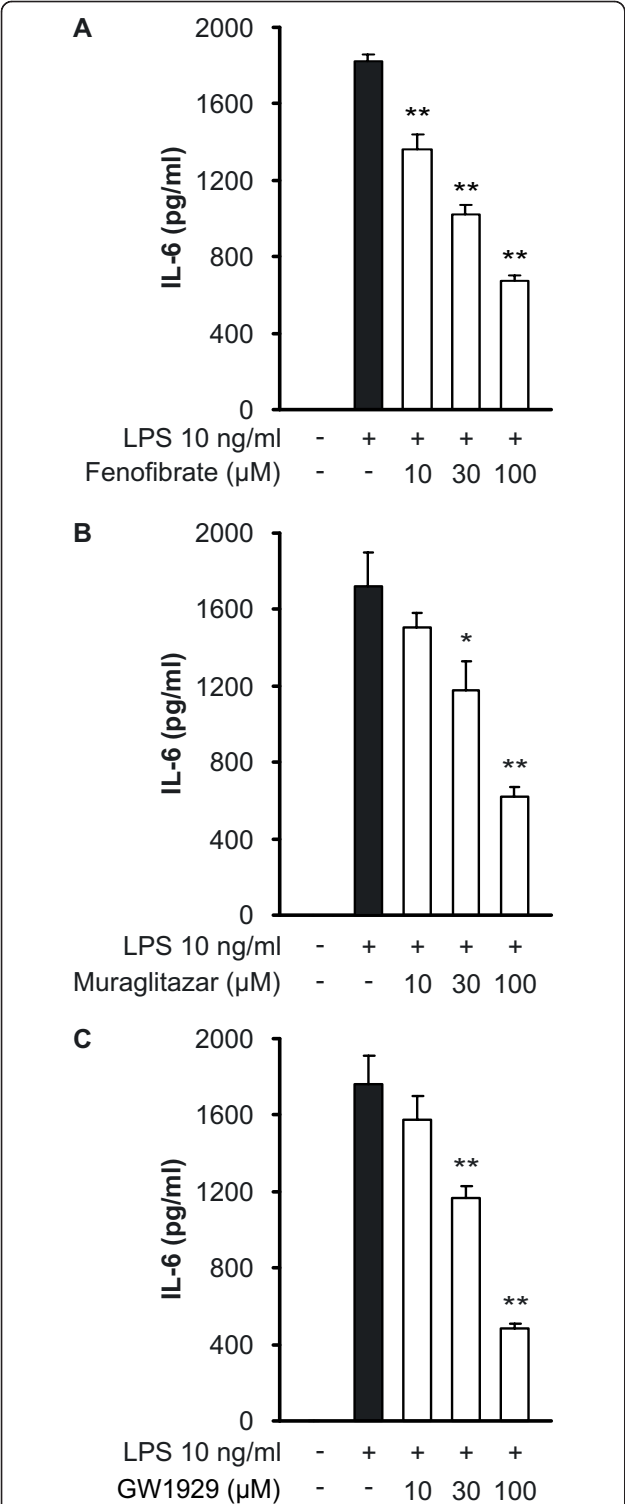 A
IL-6 (pg/ml)
2000
1600
1200
800
400
0
**
**
**
LPS 10 ng/ml - + + + +
Fenofibrate (µM) - - 10 30 100
B
IL-6 (pg/ml)
2000
1600
1200
800
400
0
*
**
LPS 10 ng/ml - + + + +
Muraglitazar (µM) - - 10 30 100
C
IL-6 (pg/ml)
2000
1600
1200
800
400
0
**
**
LPS 10 ng/ml - + + + +
GW1929 (µM) - - 10 30 100